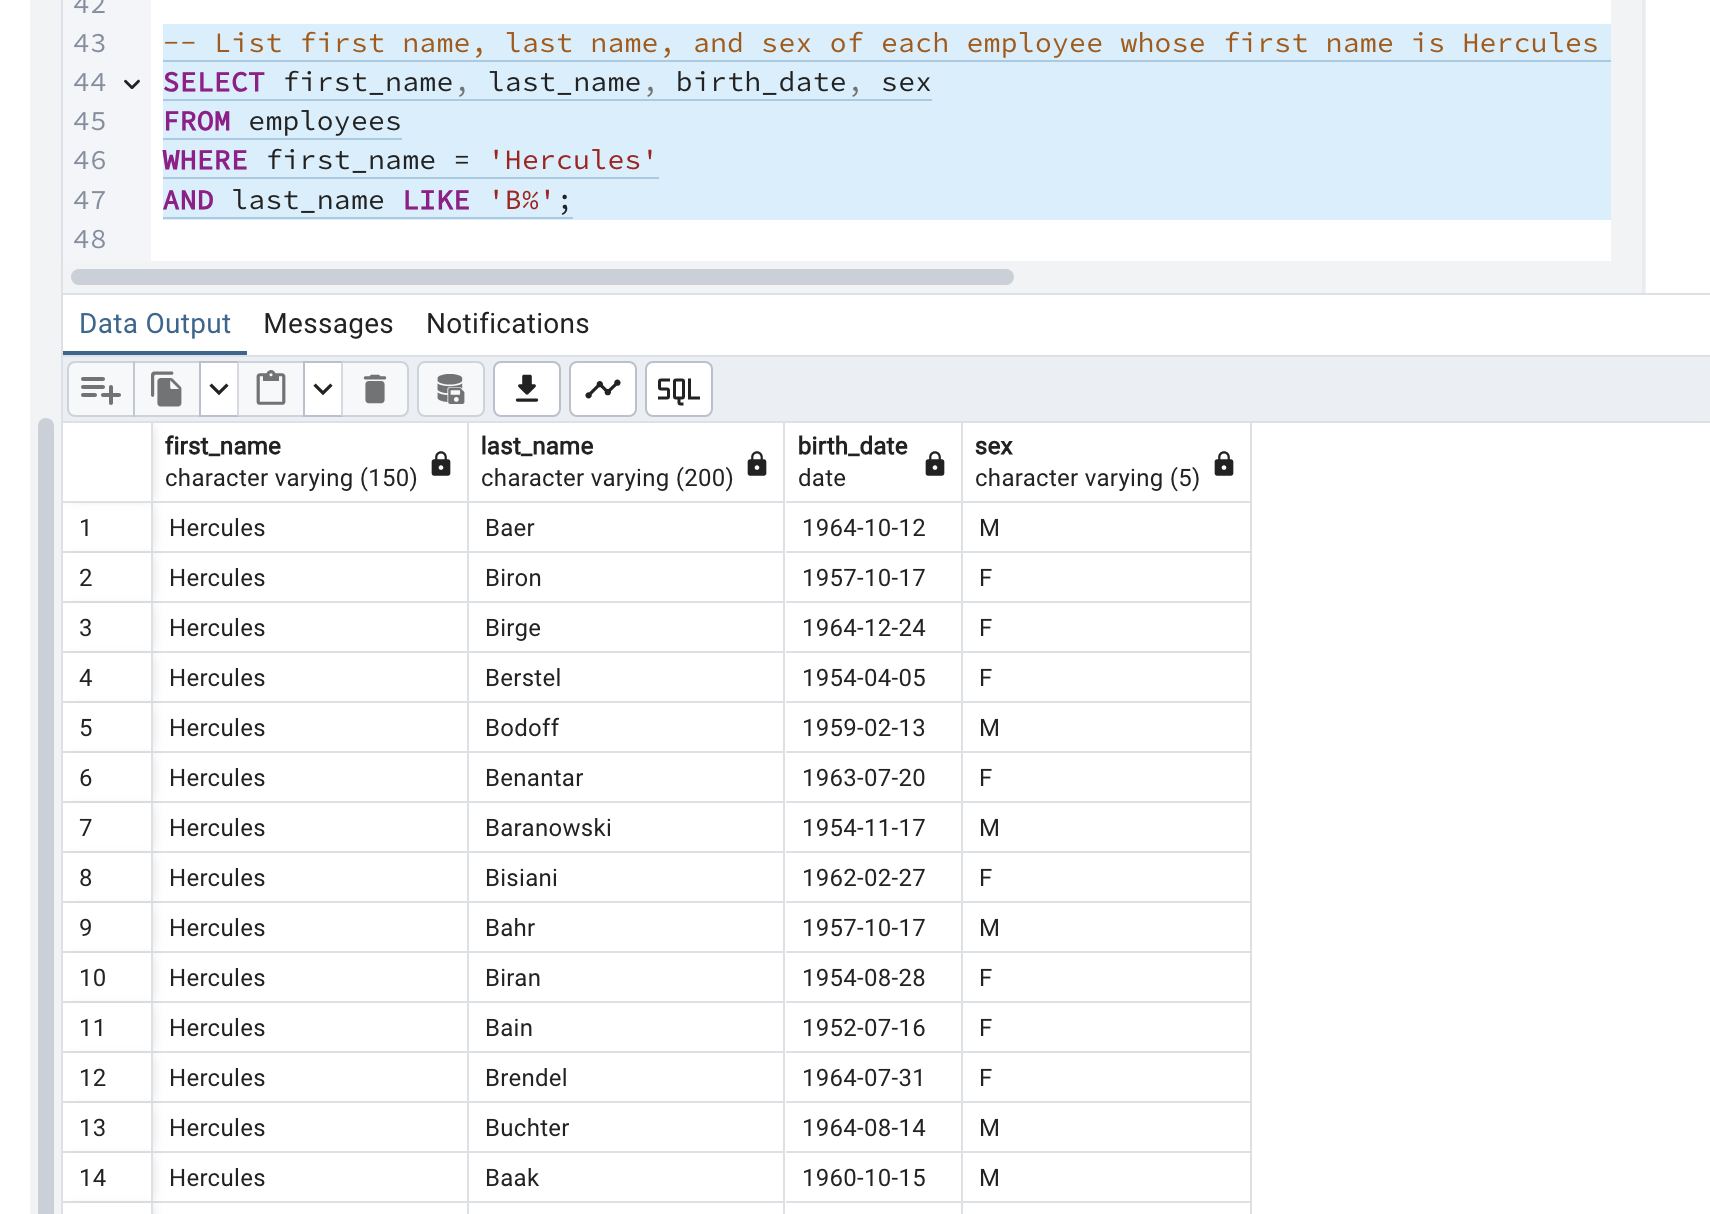 42
43 -- List first name, last name, and sex of each employee whose first name is Hercules
44 SELECT first_name, last_name, birth_date, sex
45 FROM employees
46 WHERE first_name = 'Hercules'
47 AND last_name LIKE 'B%';
48
Data Output Messages Notifications
SQL
first_name last_name birth_date sex
character varying (150) character varying (200) date character varying (5)
1 Hercules Baer 1964-10-12 M
2 Hercules Biron 1957-10-17 F
3 Hercules Birge 1964-12-24 F
4 Hercules Berstel 1954-04-05 F
5 Hercules Bodoff 1959-02-13 M
6 Hercules Benantar 1963-07-20 F
7 Hercules Baranowski 1954-11-17 M
8 Hercules Bisiani 1962-02-27 F
9 Hercules Bahr 1957-10-17 M
10 Hercules Biran 1954-08-28 F
11 Hercules Bain 1952-07-16 F
12 Hercules Brendel 1964-07-31 F
13 Hercules Buchter 1964-08-14 M
14 Hercules Baak 1960-10-15 M